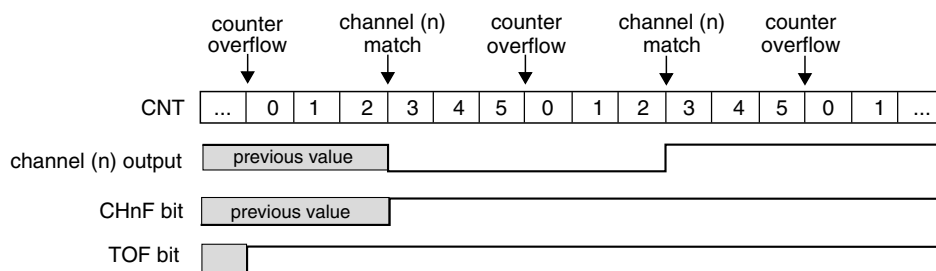 counter overflow
channel (n) match
counter overflow
channel (n) match
counter overflow
CNT ... 0 1 2 3 4 5 0 1 2 3 4 5 0 1 ...
channel (n) output previous value
CHnF bit previous value
TOF bit